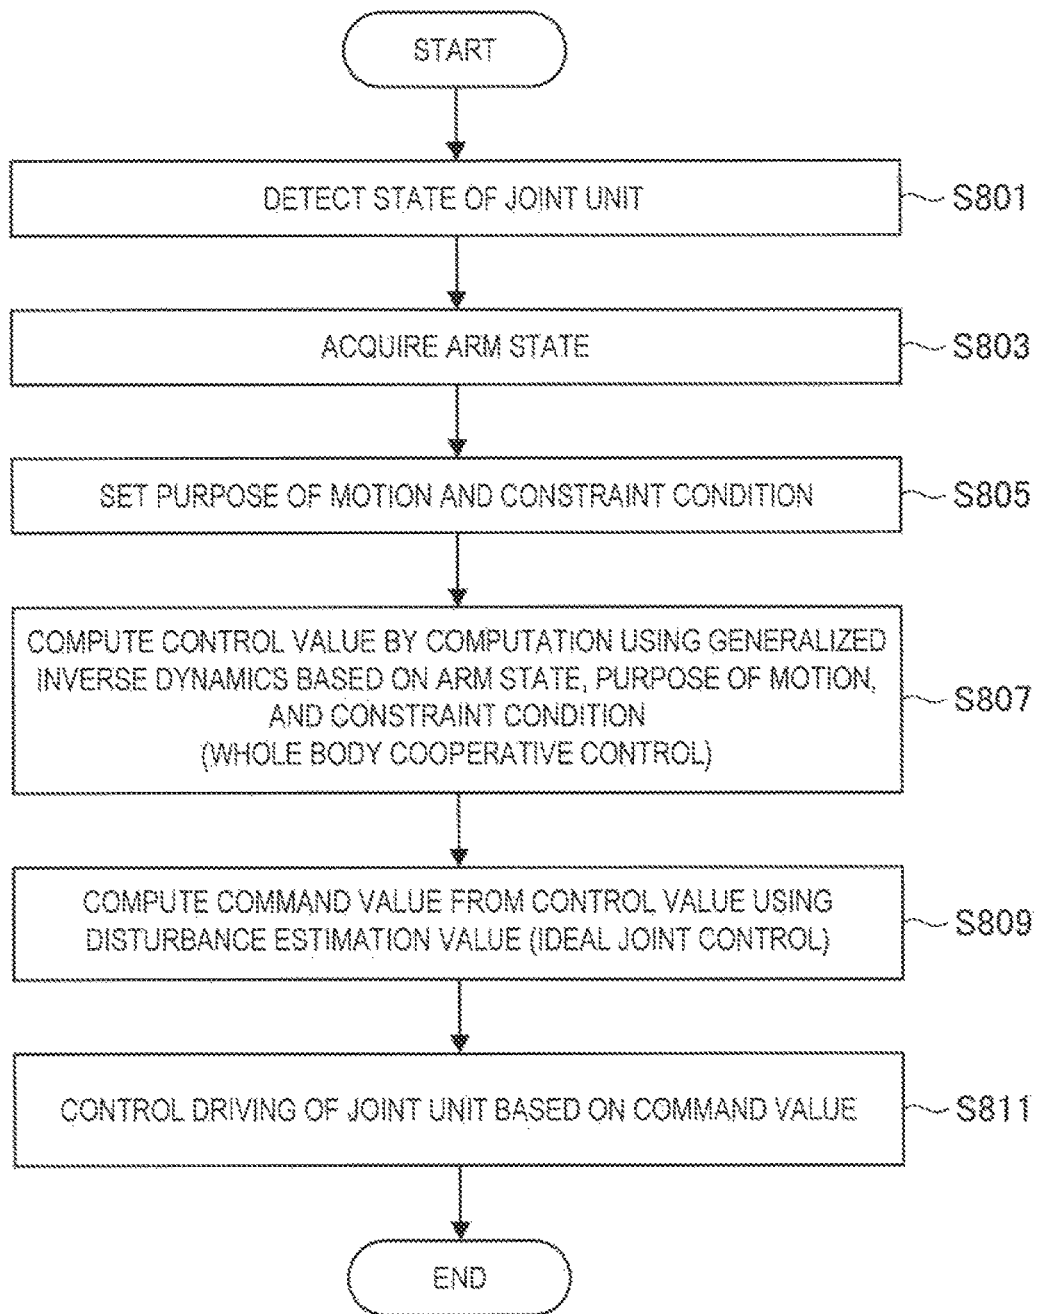 START
DETECT STATE OF JOINT UNIT
S801
ACQUIRE ARM STATE
S803
SET PURPOSE OF MOTION AND CONSTRAINT CONDITION
S805
COMPUTE CONTROL VALUE BY COMPUTATION USING GENERALIZED
INVERSE DYNAMICS BASED ON ARM STATE, PURPOSE OF MOTION,
AND CONSTRAINT CONDITION
(WHOLE BODY COOPERATIVE CONTROL)
S807
COMPUTE COMMAND VALUE FROM CONTROL VALUE USING
DISTURBANCE ESTIMATION VALUE (IDEAL JOINT CONTROL)
S809
CONTROL DRIVING OF JOINT UNIT BASED ON COMMAND VALUE
S811
END